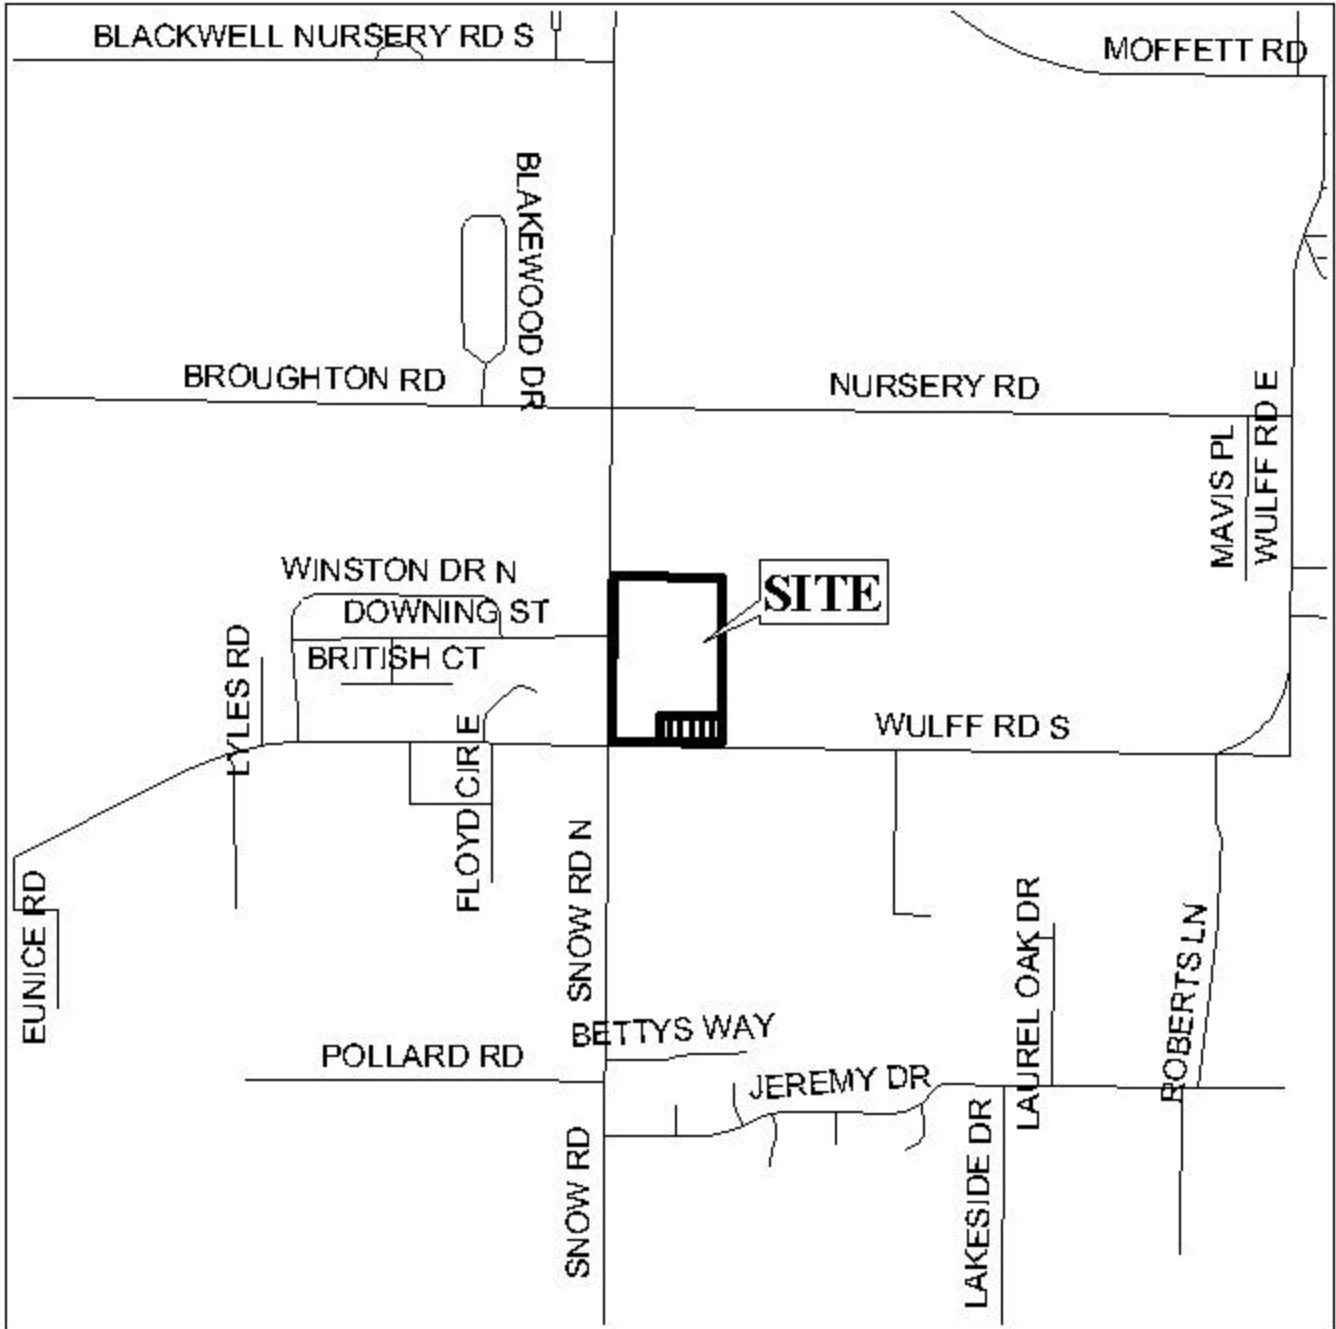 BLACKWELL NURSERY RD S
MOFFETT RD
BLAKEWOOD DR
BROUGHTON RD
NURSERY RD
WULFF RD E
MAVIS PL
WINSTON DR N
SITE
DOWNING ST
BRITISH CT
LYLES RD
WULFF RD S
FLOYD CIR E
SNOW RD N
EUNICE RD
LAUREL OAK DR
ROBERTS LN
BETTYS WAY
POLLARD RD
JEREMY DR
SNOW RD
LAKESIDE DR